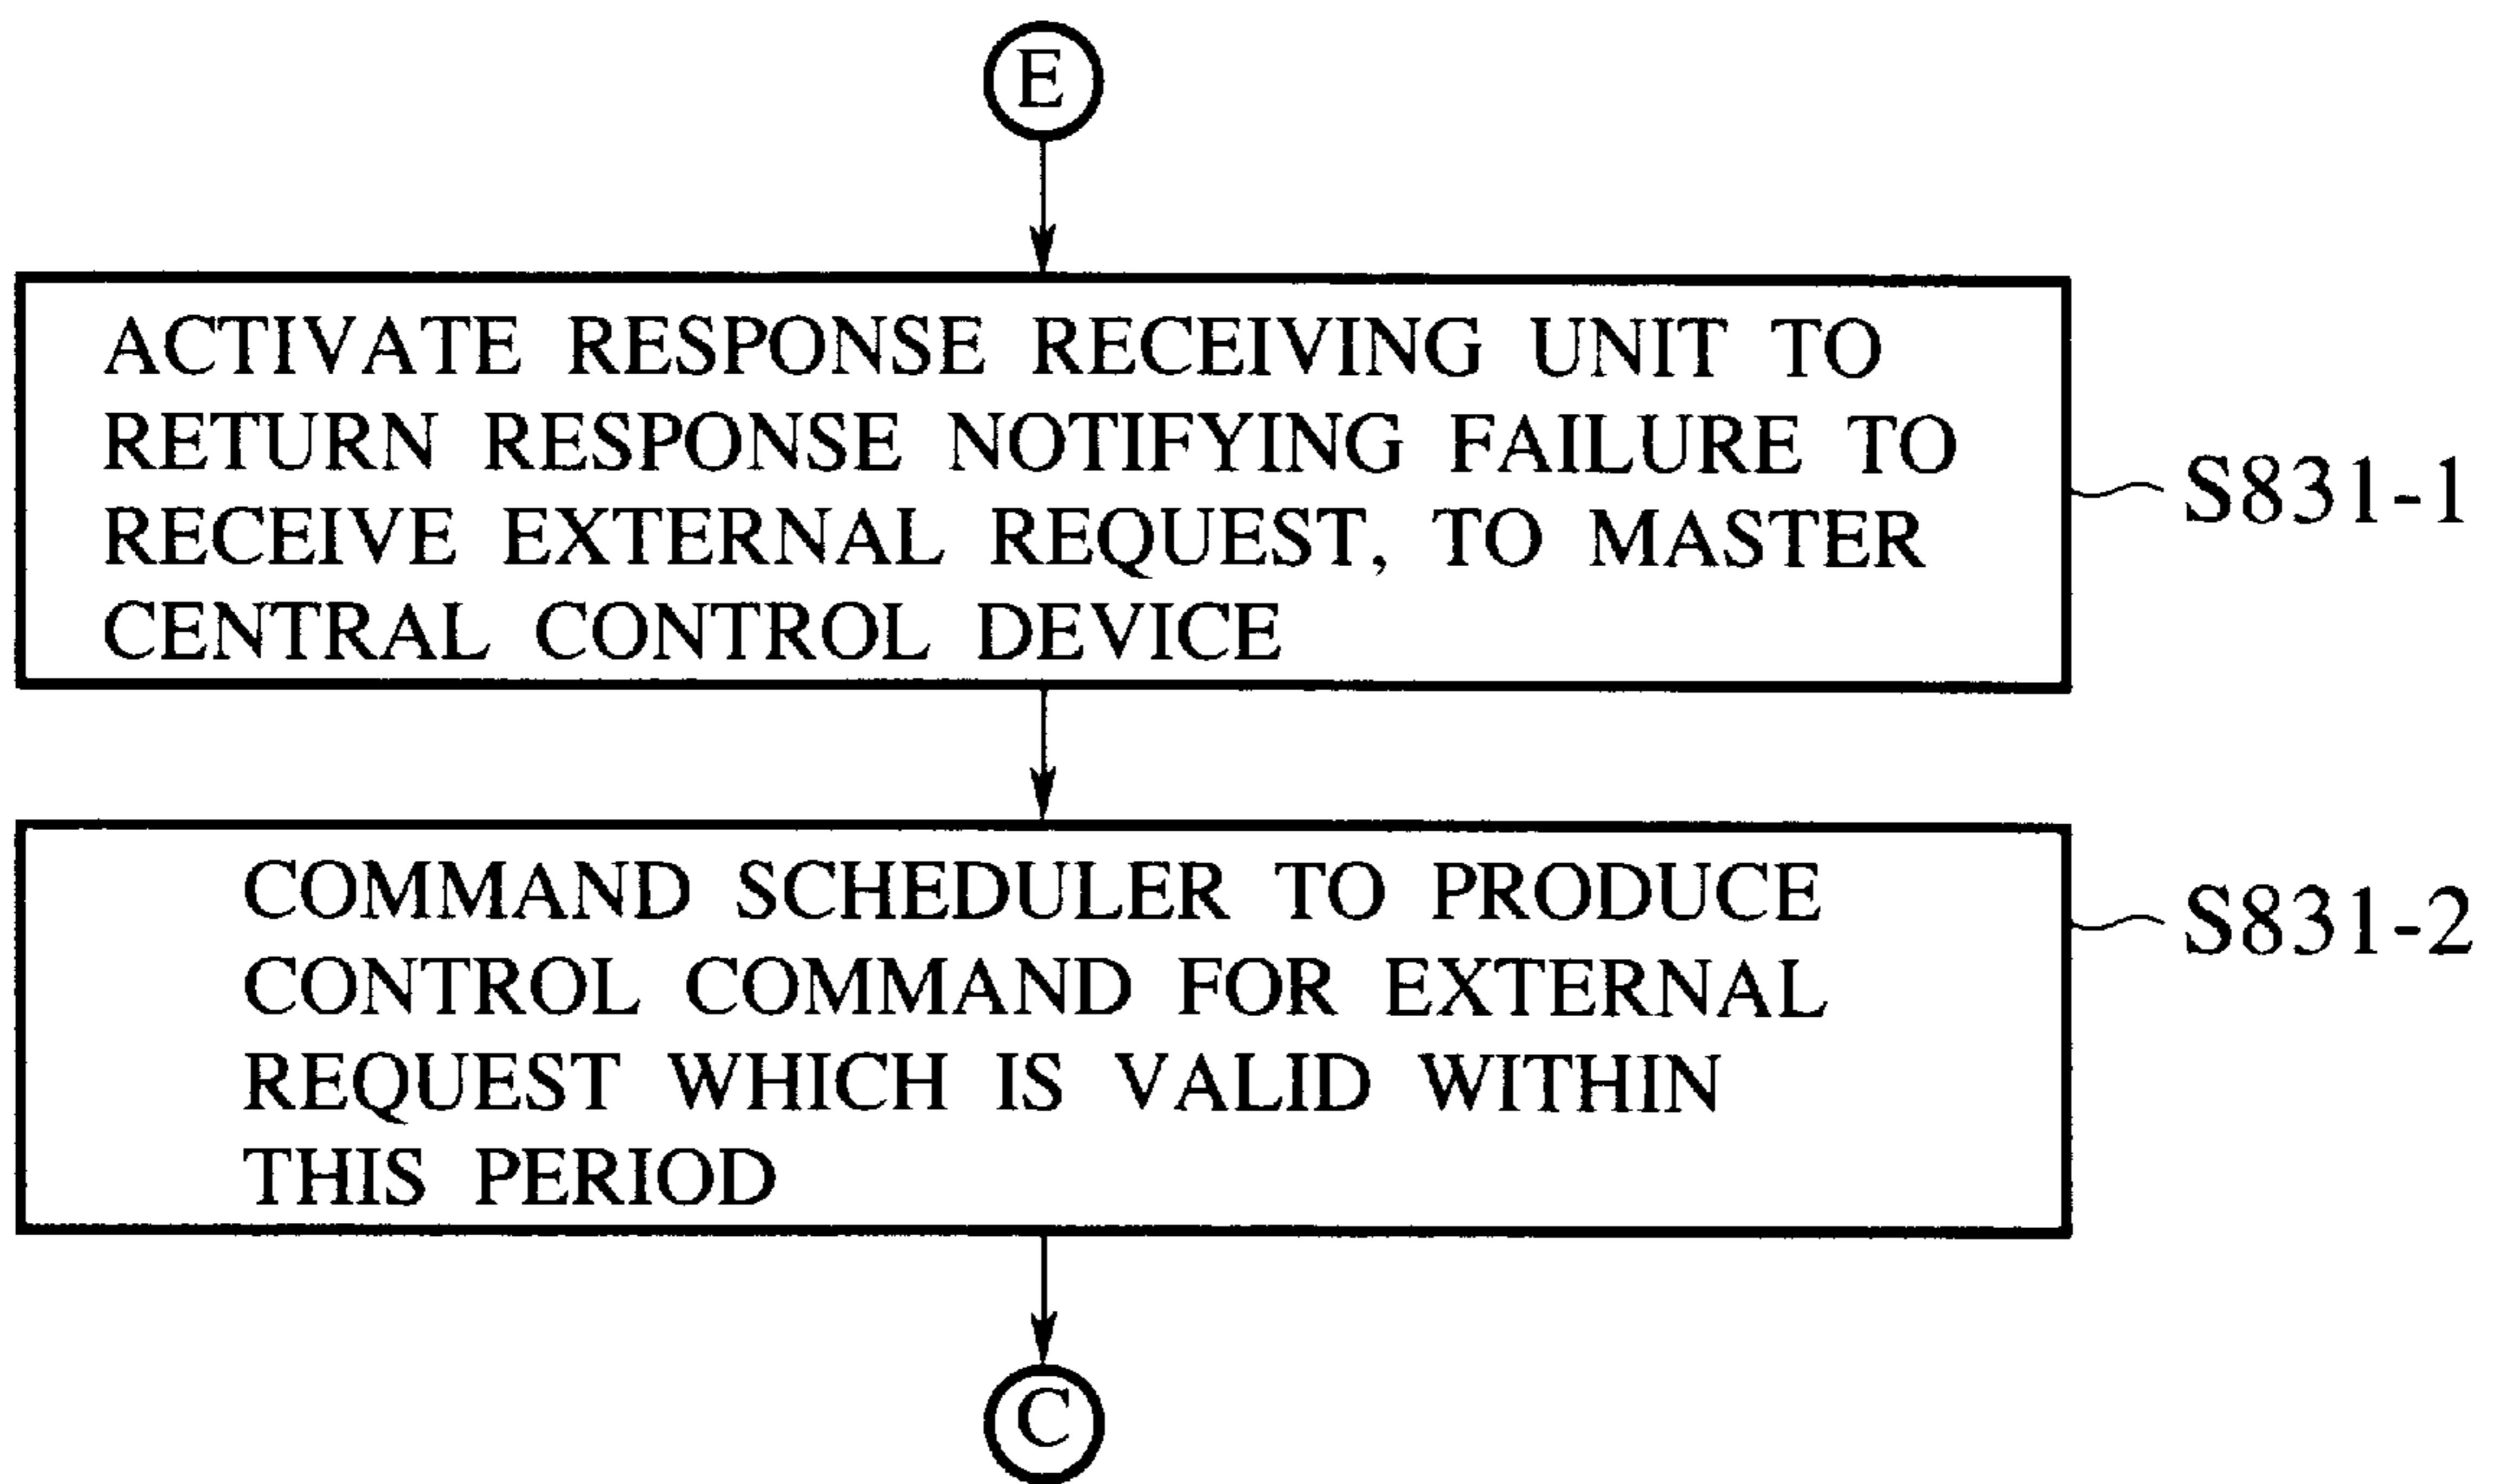 E
ACTIVATE RESPONSE RECEIVING UNIT TO
RETURN RESPONSE NOTIFYING FAILURE TO
RECEIVE EXTERNAL REQUEST, TO MASTER
CENTRAL CONTROL DEVICE
S831-1
COMMAND SCHEDULER TO PRODUCE
CONTROL COMMAND FOR EXTERNAL
REQUEST WHICH IS VALID WITHIN
THIS PERIOD
S831-2
C